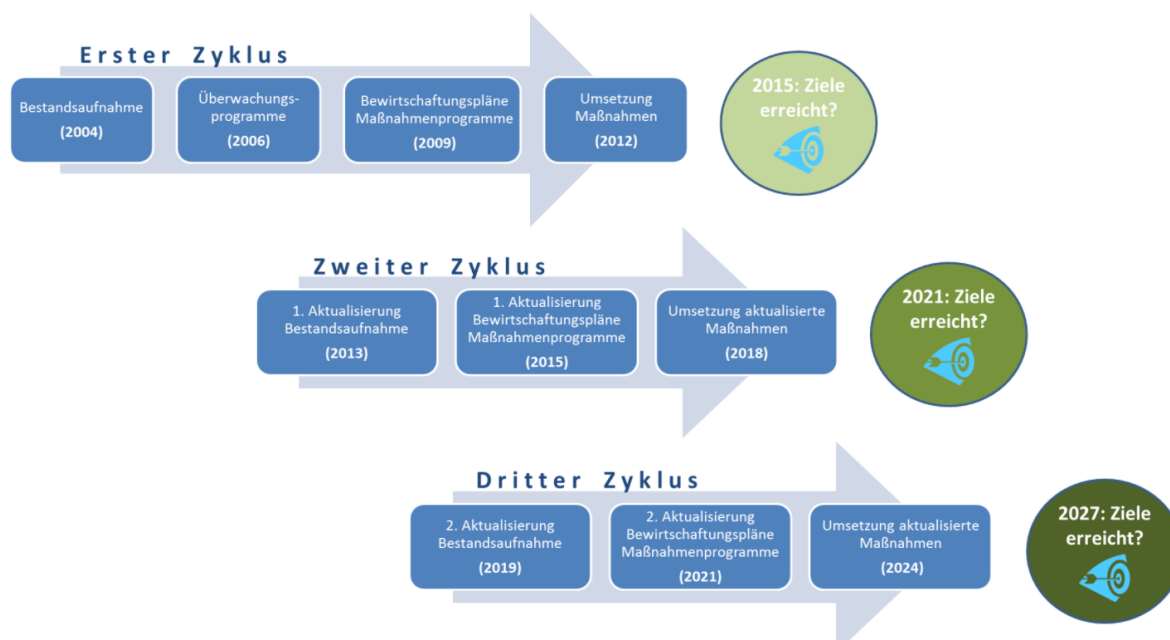 Erster Zyklus
Bestandsaufnahme
(2004)
Überwachungs-
programme
(2006)
Bewirtschaftungspläne
Maßnahmenprogramme
(2009)
Umsetzung
Maßnahmen
(2012)
2015: Ziele
erreicht?
Zweiter Zyklus
1. Aktualisierung
Bestandsaufnahme
(2013)
1. Aktualisierung
Bewirtschaftungspläne
Maßnahmenprogramme
(2015)
Umsetzung aktualisierte
Maßnahmen
(2018)
2021: Ziele
erreicht?
Dritter Zyklus
2. Aktualisierung
Bestandsaufnahme
(2019)
2. Aktualisierung
Bewirtschaftungspläne
Maßnahmenprogramme
(2021)
Umsetzung aktualisierte
Maßnahmen
(2024)
2027: Ziele
erreicht?